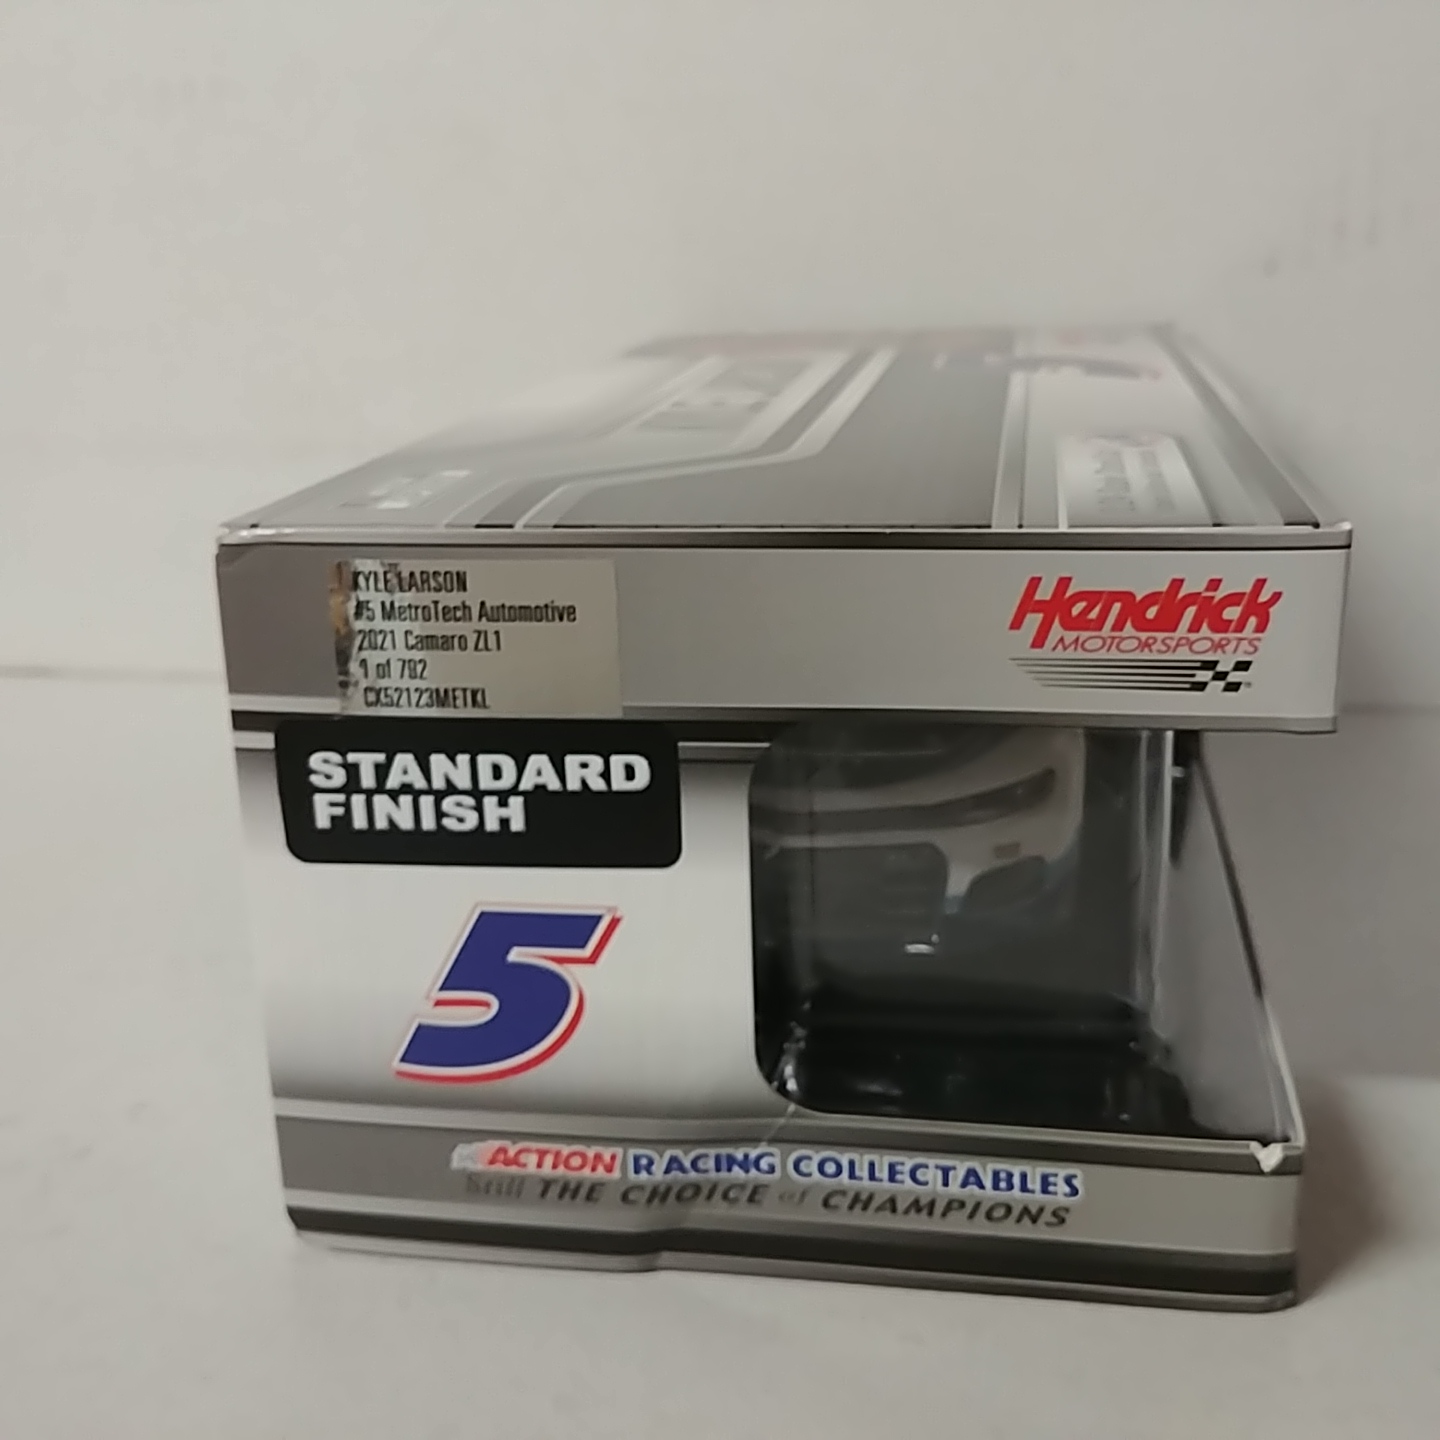 KYLE LARSON
#5 MetroTech Automotive
2021 Camaro ZL1
1 of 792
CX52123METKL
Hendrick
MOTORSPORTS
STANDARD
FINISH
5
ACTION RACING COLLECTABLES
Still THE CHOICE of CHAMPIONS